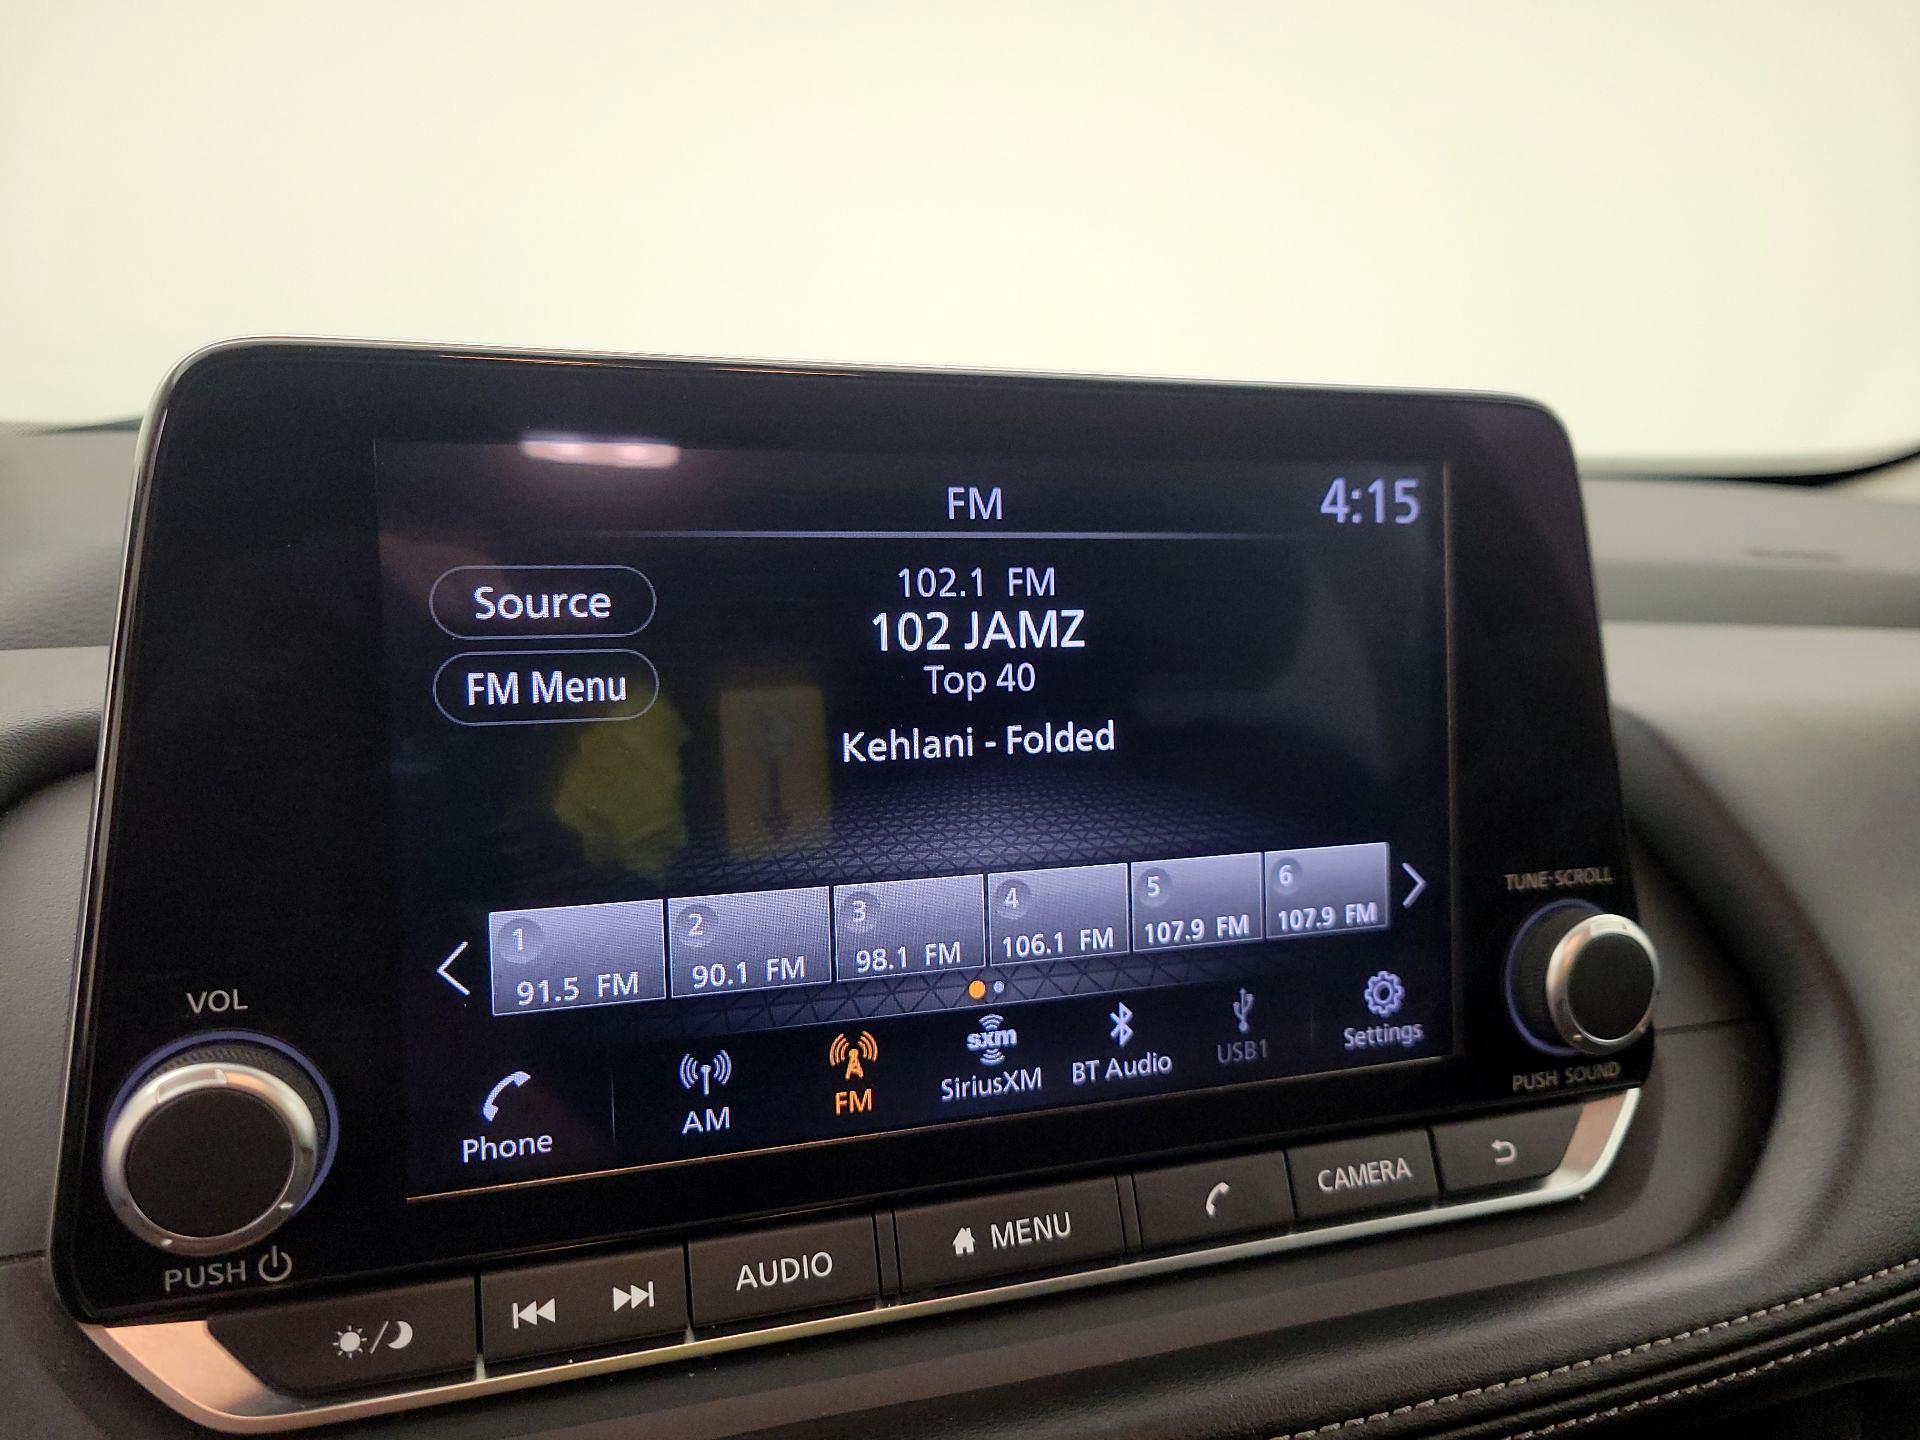 FM
4:15
Source
FM Menu
102.1 FM
102 JAMZ
Top 40
Kehlani - Folded
1
91.5 FM
2
90.1 FM
3
98.1 FM
4
106.1 FM
5
107.9 FM
6
107.9 FM
Phone
AM
FM
sxm
SiriusXM
BT Audio
USB1
Settings
VOL
PUSH
TUNE·SCROLL
PUSH SOUND
AUDIO
MENU
CAMERA